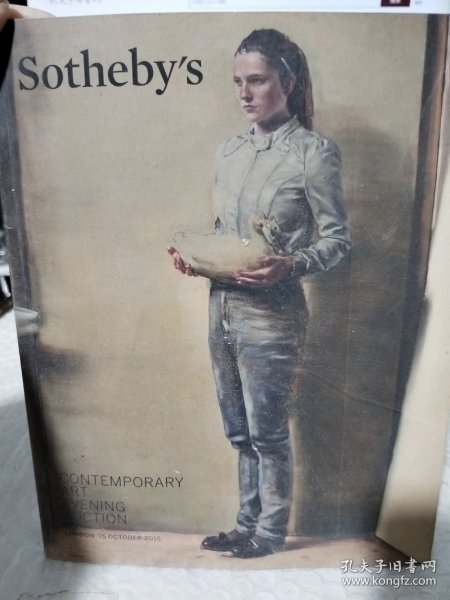 Sotheby's
CONTEMPORARY
ART
EVENING
AUCTION
LONDON 15 OCTOBER 2015
孔夫子旧书网
www.kongfz.com